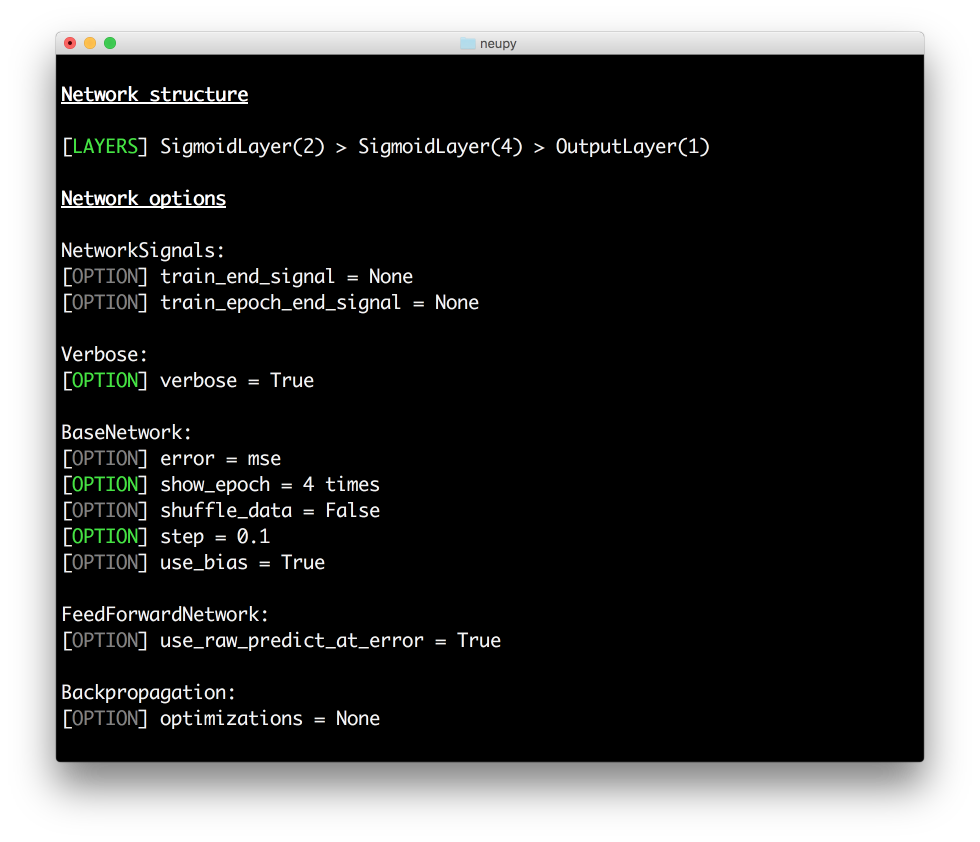 neupy
Network structure
[LAYERS] SigmoidLayer(2) > SigmoidLayer(4) > OutputLayer(1)
Network options
NetworkSignals:
[OPTION] train_end_signal = None
[OPTION] train_epoch_end_signal = None
Verbose:
[OPTION] verbose = True
BaseNetwork:
[OPTION] error = mse
[OPTION] show_epoch = 4 times
[OPTION] shuffle_data = False
[OPTION] step = 0.1
[OPTION] use_bias = True
FeedForwardNetwork:
[OPTION] use_raw_predict_at_error = True
Backpropagation:
[OPTION] optimizations = None